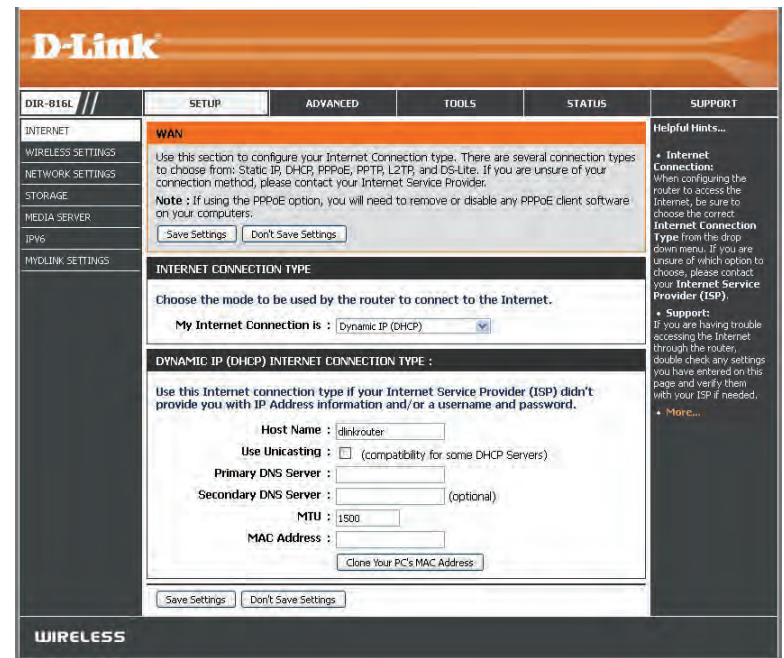 D-Link
DIR-816L
SETUP
ADVANCED
TOOLS
STATUS
SUPPORT
INTERNET
WIRELESS SETTINGS
NETWORK SETTINGS
STORAGE
MEDIA SERVER
IPV6
MYDLINK SETTINGS
WAN
Use this section to configure your Internet Connection type. There are several connection types
to choose from: Static IP, DHCP, PPPoE, PPTP, L2TP, and DS-Lite. If you are unsure of your
connection method, please contact your Internet Service Provider.
Note : If using the PPPoE option, you will need to remove or disable any PPPoE client software
on your computers.
Save Settings Don't Save Settings
INTERNET CONNECTION TYPE
Choose the mode to be used by the router to connect to the Internet.
My Internet Connection is : Dynamic IP (DHCP)
DYNAMIC IP (DHCP) INTERNET CONNECTION TYPE :
Use this Internet connection type if your Internet Service Provider (ISP) didn't
provide you with IP Address information and/or a username and password.
Host Name : dlinkrouter
Use Unicasting : (compatibility for some DHCP Servers)
Primary DNS Server :
Secondary DNS Server : (optional)
MTU : 1500
MAC Address :
Clone Your PC's MAC Address
Save Settings Don't Save Settings
Helpful Hints...
• Internet
Connection:
When configuring the
router to access the
Internet, be sure to
choose the correct
Internet Connection
Type from the drop
down menu. If you are
unsure of which option to
choose, please contact
your Internet Service
Provider (ISP).
• Support:
If you are having trouble
accessing the Internet
through the router,
double check any settings
you have entered on this
page and verify them
with your ISP if needed.
• More...
WIRELESS